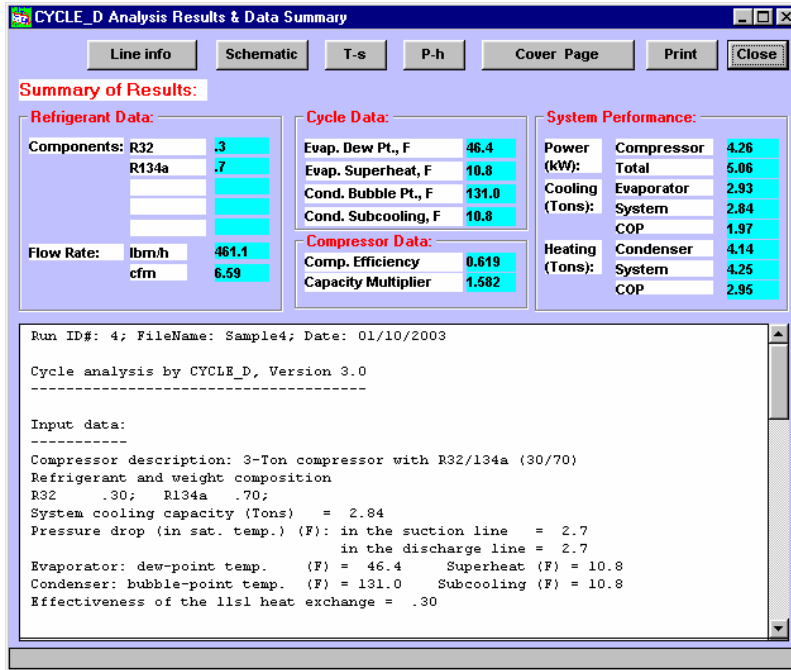 CYCLE_D Analysis Results & Data Summary
Line info Schematic T-s P-h Cover Page Print Close
Summary of Results:
Refrigerant Data:
Components: R32 .3
R134a .7
Flow Rate: lbm/h 461.1
cfm 6.59
Cycle Data:
Evap. Dew Pt., F 46.4
Evap. Superheat, F 10.8
Cond. Bubble Pt., F 131.0
Cond. Subcooling, F 10.8
Compressor Data:
Comp. Efficiency 0.619
Capacity Multiplier 1.582
System Performance:
Power (kW): Compressor 4.26
Total 5.06
Cooling (Tons): Evaporator 2.93
System 2.84
COP 1.97
Heating (Tons): Condenser 4.14
System 4.25
COP 2.95
Run ID#: 4; FileName: Sample4; Date: 01/10/2003
Cycle analysis by CYCLE_D, Version 3.0
--------------------------------------
Input data:
-----------
Compressor description: 3-Ton compressor with R32/134a (30/70)
Refrigerant and weight composition
R32 .30; R134a .70;
System cooling capacity (Tons) = 2.84
Pressure drop (in sat. temp.) (F): in the suction line = 2.7
in the discharge line = 2.7
Evaporator: dew-point temp. (F) = 46.4 Superheat (F) = 10.8
Condenser: bubble-point temp. (F) = 131.0 Subcooling (F) = 10.8
Effectiveness of the llsl heat exchange = .30